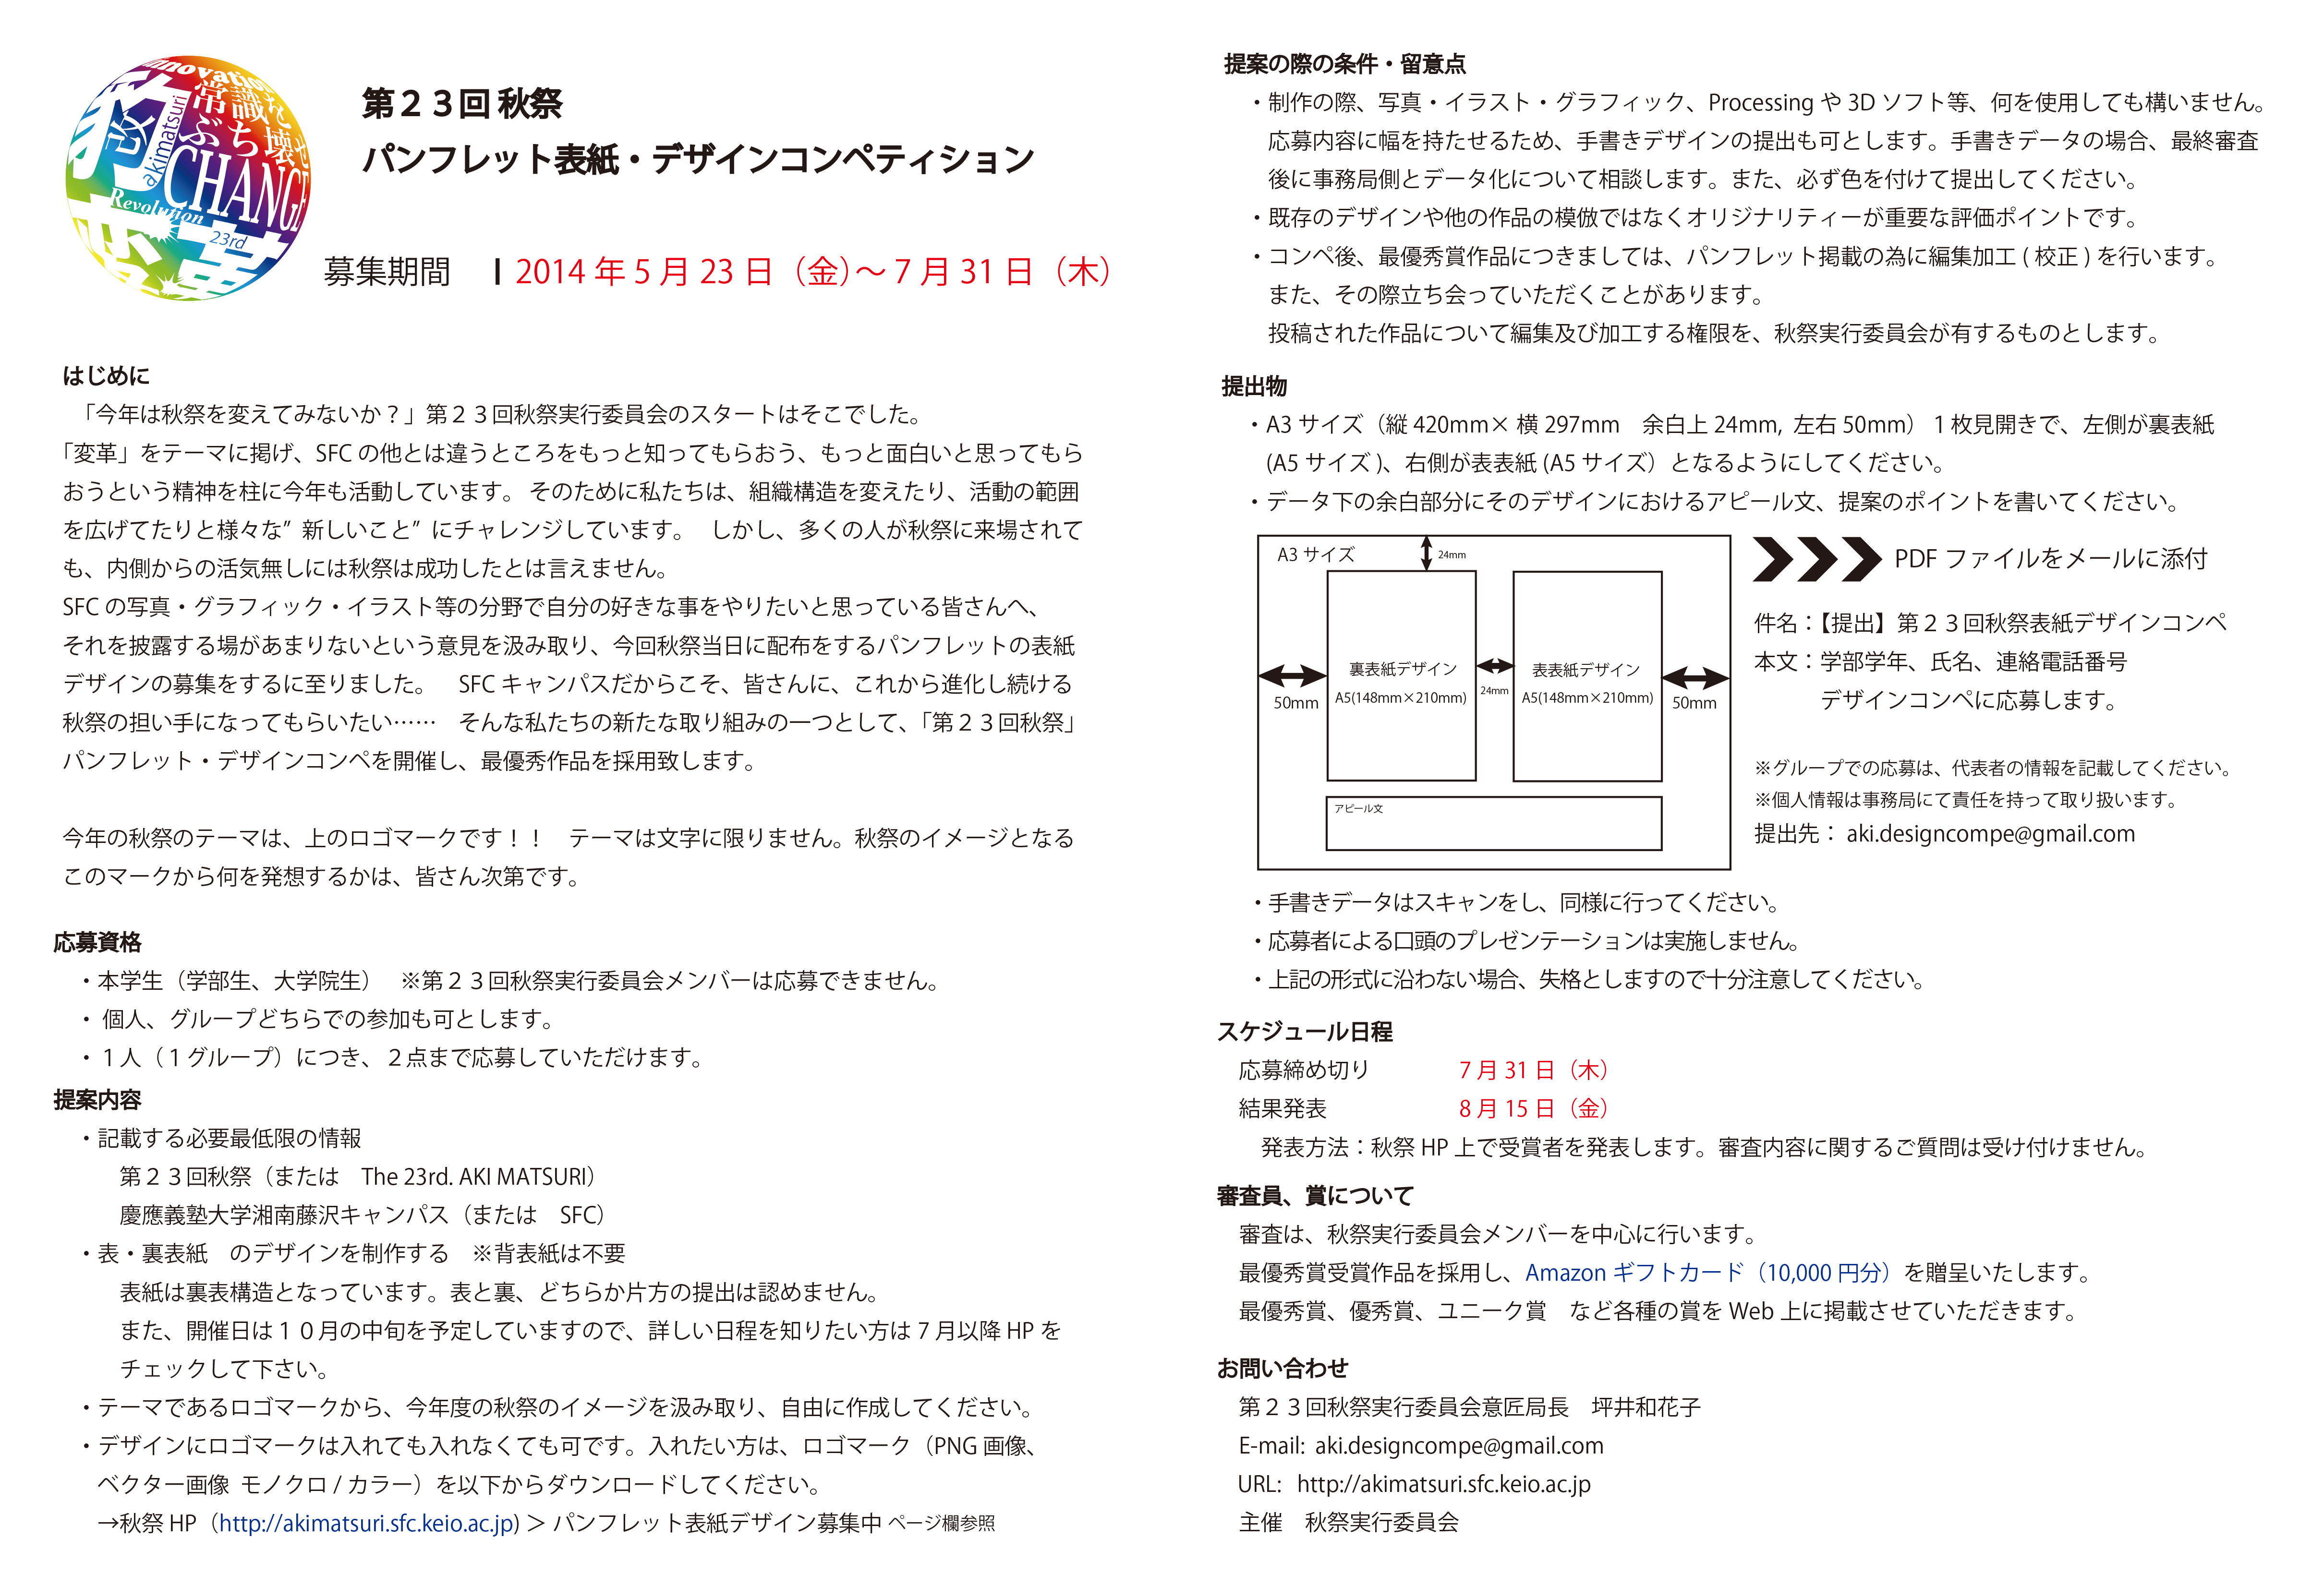 innovation
常識を
ぶち壊せ
改
akimatsuri
CHANGE
Revolution
23rd
第２３回 秋祭
パンフレット表紙・デザインコンペティション
募集期間 | 2014 年 5 月 23 日（金）～ 7 月 31 日（木）
はじめに
「今年は秋祭を変えてみないか？」第２３回秋祭実行委員会のスタートはそこでした。
「変革」をテーマに掲げ、SFC の他とは違うところをもっと知ってもらおう、もっと面白いと思ってもら
おうという精神を柱に今年も活動しています。 そのために私たちは、組織構造を変えたり、活動の範囲
を広げてたりと様々な” 新しいこと” にチャレンジしています。 しかし、多くの人が秋祭に来場されて
も、内側からの活気無しには秋祭は成功したとは言えません。
SFC の写真・グラフィック・イラスト等の分野で自分の好きな事をやりたいと思っている皆さんへ、
それを披露する場があまりないという意見を汲み取り、今回秋祭当日に配布をするパンフレットの表紙
デザインの募集をするに至りました。 SFC キャンパスだからこそ、皆さんに、これから進化し続ける
秋祭の担い手になってもらいたい…… そんな私たちの新たな取り組みの一つとして、「第２３回秋祭」
パンフレット・デザインコンペを開催し、最優秀作品を採用致します。
今年の秋祭のテーマは、上のロゴマークです！！ テーマは文字に限りません。秋祭のイメージとなる
このマークから何を発想するかは、皆さん次第です。
応募資格
・本学生（学部生、大学院生） ※第２３回秋祭実行委員会メンバーは応募できません。
・ 個人、グループどちらでの参加も可とします。
・１人（１グループ）につき、２点まで応募していただけます。
提案内容
・記載する必要最低限の情報
第２３回秋祭（または The 23rd. AKI MATSURI）
慶應義塾大学湘南藤沢キャンパス（または SFC）
・表・裏表紙 のデザインを制作する ※背表紙は不要
表紙は裏表構造となっています。表と裏、どちらか片方の提出は認めません。
また、開催日は１０月の中旬を予定していますので、詳しい日程を知りたい方は 7 月以降 HP を
チェックして下さい。
・テーマであるロゴマークから、今年度の秋祭のイメージを汲み取り、自由に作成してください。
・デザインにロゴマークは入れても入れなくても可です。入れたい方は、ロゴマーク（PNG 画像、
ベクター画像 モノクロ / カラー）を以下からダウンロードしてください。
→秋祭 HP（http://akimatsuri.sfc.keio.ac.jp) ＞ パンフレット表紙デザイン募集中 ページ欄参照
提案の際の条件・留意点
・制作の際、写真・イラスト・グラフィック、Processing や 3D ソフト等、何を使用しても構いません。
応募内容に幅を持たせるため、手書きデザインの提出も可とします。手書きデータの場合、最終審査
後に事務局側とデータ化について相談します。また、必ず色を付けて提出してください。
・既存のデザインや他の作品の模倣ではなくオリジナリティーが重要な評価ポイントです。
・コンペ後、最優秀賞作品につきましては、パンフレット掲載の為に編集加工 ( 校正 ) を行います。
また、その際立ち会っていただくことがあります。
投稿された作品について編集及び加工する権限を、秋祭実行委員会が有するものとします。
提出物
・A3 サイズ（縦 420mm× 横 297mm 余白上 24mm, 左右 50mm）１枚見開きで、左側が裏表紙
(A5 サイズ )、右側が表表紙 (A5 サイズ）となるようにしてください。
・データ下の余白部分にそのデザインにおけるアピール文、提案のポイントを書いてください。
A3 サイズ
24mm
裏表紙デザイン
A5(148mm×210mm)
24mm
表表紙デザイン
A5(148mm×210mm)
50mm
50mm
アピール文
PDF ファイルをメールに添付
件名：【提出】第２３回秋祭表紙デザインコンペ
本文：学部学年、氏名、連絡電話番号
デザインコンペに応募します。
※グループでの応募は、代表者の情報を記載してください。
※個人情報は事務局にて責任を持って取り扱います。
提出先： aki.designcompe@gmail.com
・手書きデータはスキャンをし、同様に行ってください。
・応募者による口頭のプレゼンテーションは実施しません。
・上記の形式に沿わない場合、失格としますので十分注意してください。
スケジュール日程
応募締め切り 7 月 31 日（木）
結果発表 8 月 15 日（金）
発表方法：秋祭 HP 上で受賞者を発表します。審査内容に関するご質問は受け付けません。
審査員、賞について
審査は、秋祭実行委員会メンバーを中心に行います。
最優秀賞受賞作品を採用し、Amazon ギフトカード（10,000 円分）を贈呈いたします。
最優秀賞、優秀賞、ユニーク賞 など各種の賞を Web 上に掲載させていただきます。
お問い合わせ
第２３回秋祭実行委員会意匠局長 坪井和花子
E-mail: aki.designcompe@gmail.com
URL: http://akimatsuri.sfc.keio.ac.jp
主催 秋祭実行委員会